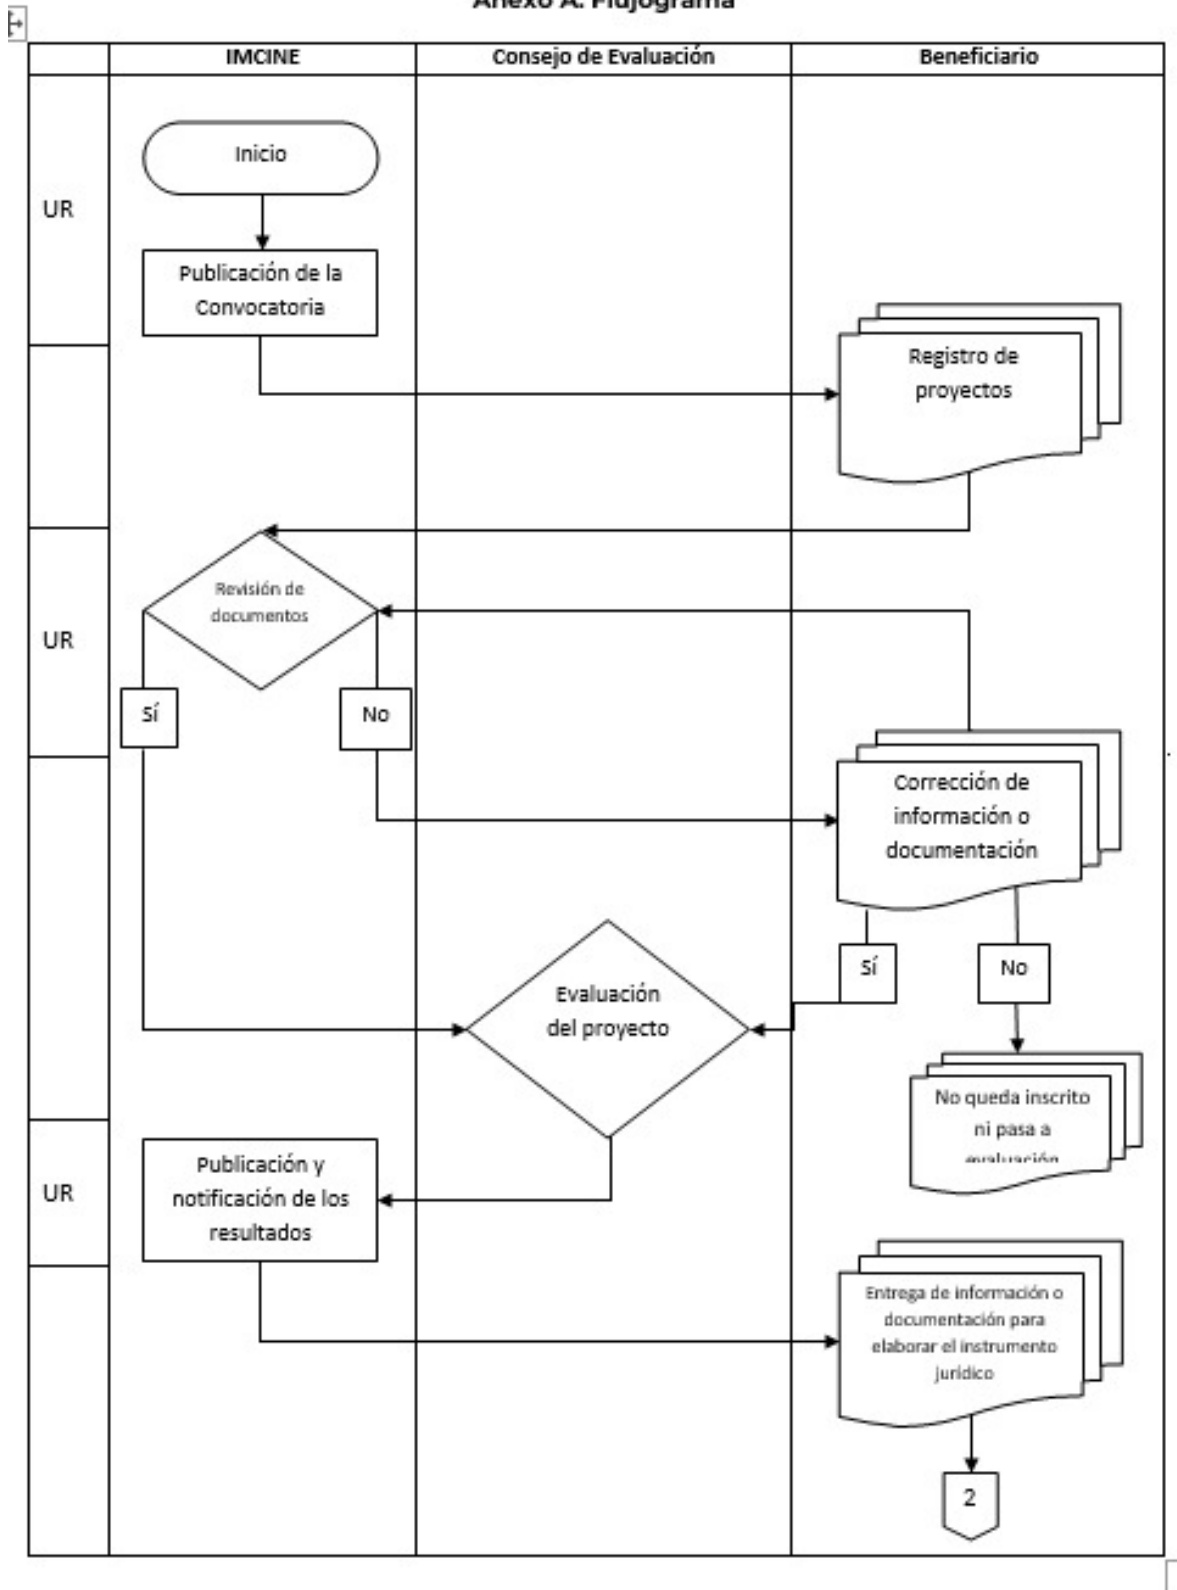 Anexo A. Flujograma
IMCINE
Consejo de Evaluación
Beneficiario
Inicio
UR
Publicación de la
Convocatoria
Registro de
proyectos
Revisión de
documentos
UR
Sí
No
Corrección de
información o
documentación
Sí
No
Evaluación
del proyecto
No queda inscrito
ni pasa a
evaluación
UR
Publicación y
notificación de los
resultados
Entrega de información o
documentación para
elaborar el instrumento
jurídico
2